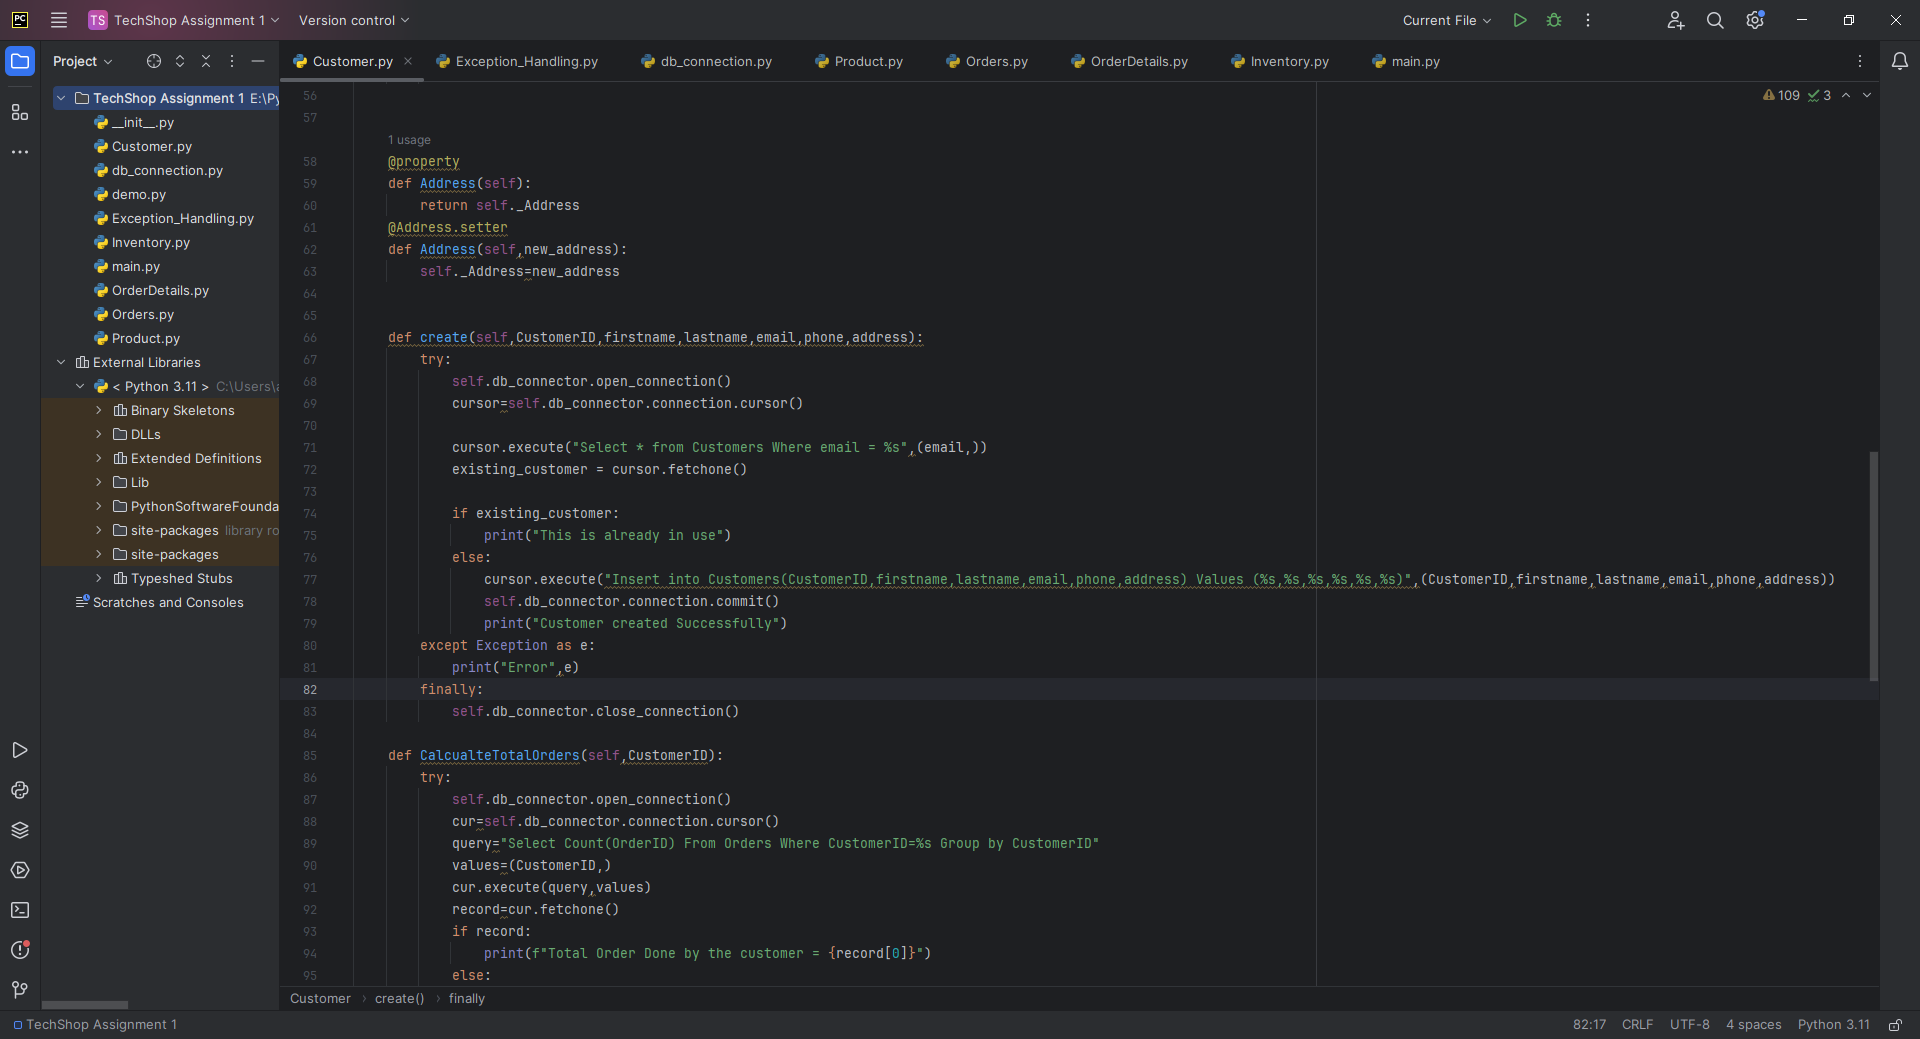 PC
TS TechShop Assignment 1 Version control Current File
Project
Customer.py Exception_Handling.py db_connection.py Product.py Orders.py OrderDetails.py Inventory.py main.py
TechShop Assignment 1 E:\Py
__init__.py
Customer.py
db_connection.py
demo.py
Exception_Handling.py
Inventory.py
main.py
OrderDetails.py
Orders.py
Product.py
External Libraries
< Python 3.11 > C:\Users\a
Binary Skeletons
DLLs
Extended Definitions
Lib
PythonSoftwareFounda
site-packages library ro
site-packages
Typeshed Stubs
Scratches and Consoles
109 3
56
57
1 usage
58 @property
59 def Address(self):
60 return self._Address
61 @Address.setter
62 def Address(self,new_address):
63 self._Address=new_address
64
65
66 def create(self,CustomerID,firstname,lastname,email,phone,address):
67 try:
68 self.db_connector.open_connection()
69 cursor=self.db_connector.connection.cursor()
70
71 cursor.execute("Select * from Customers Where email = %s",(email,))
72 existing_customer = cursor.fetchone()
73
74 if existing_customer:
75 print("This is already in use")
76 else:
77 cursor.execute("Insert into Customers(CustomerID,firstname,lastname,email,phone,address) Values (%s,%s,%s,%s,%s,%s)",(CustomerID,firstname,lastname,email,phone,address))
78 self.db_connector.connection.commit()
79 print("Customer created Successfully")
80 except Exception as e:
81 print("Error",e)
82 finally:
83 self.db_connector.close_connection()
84
85 def CalcualteTotalOrders(self,CustomerID):
86 try:
87 self.db_connector.open_connection()
88 cur=self.db_connector.connection.cursor()
89 query="Select Count(OrderID) From Orders Where CustomerID=%s Group by CustomerID"
90 values=(CustomerID,)
91 cur.execute(query,values)
92 record=cur.fetchone()
93 if record:
94 print(f"Total Order Done by the customer = {record[0]}")
95 else:
Customer › create() › finally
TechShop Assignment 1 82:17 CRLF UTF-8 4 spaces Python 3.11